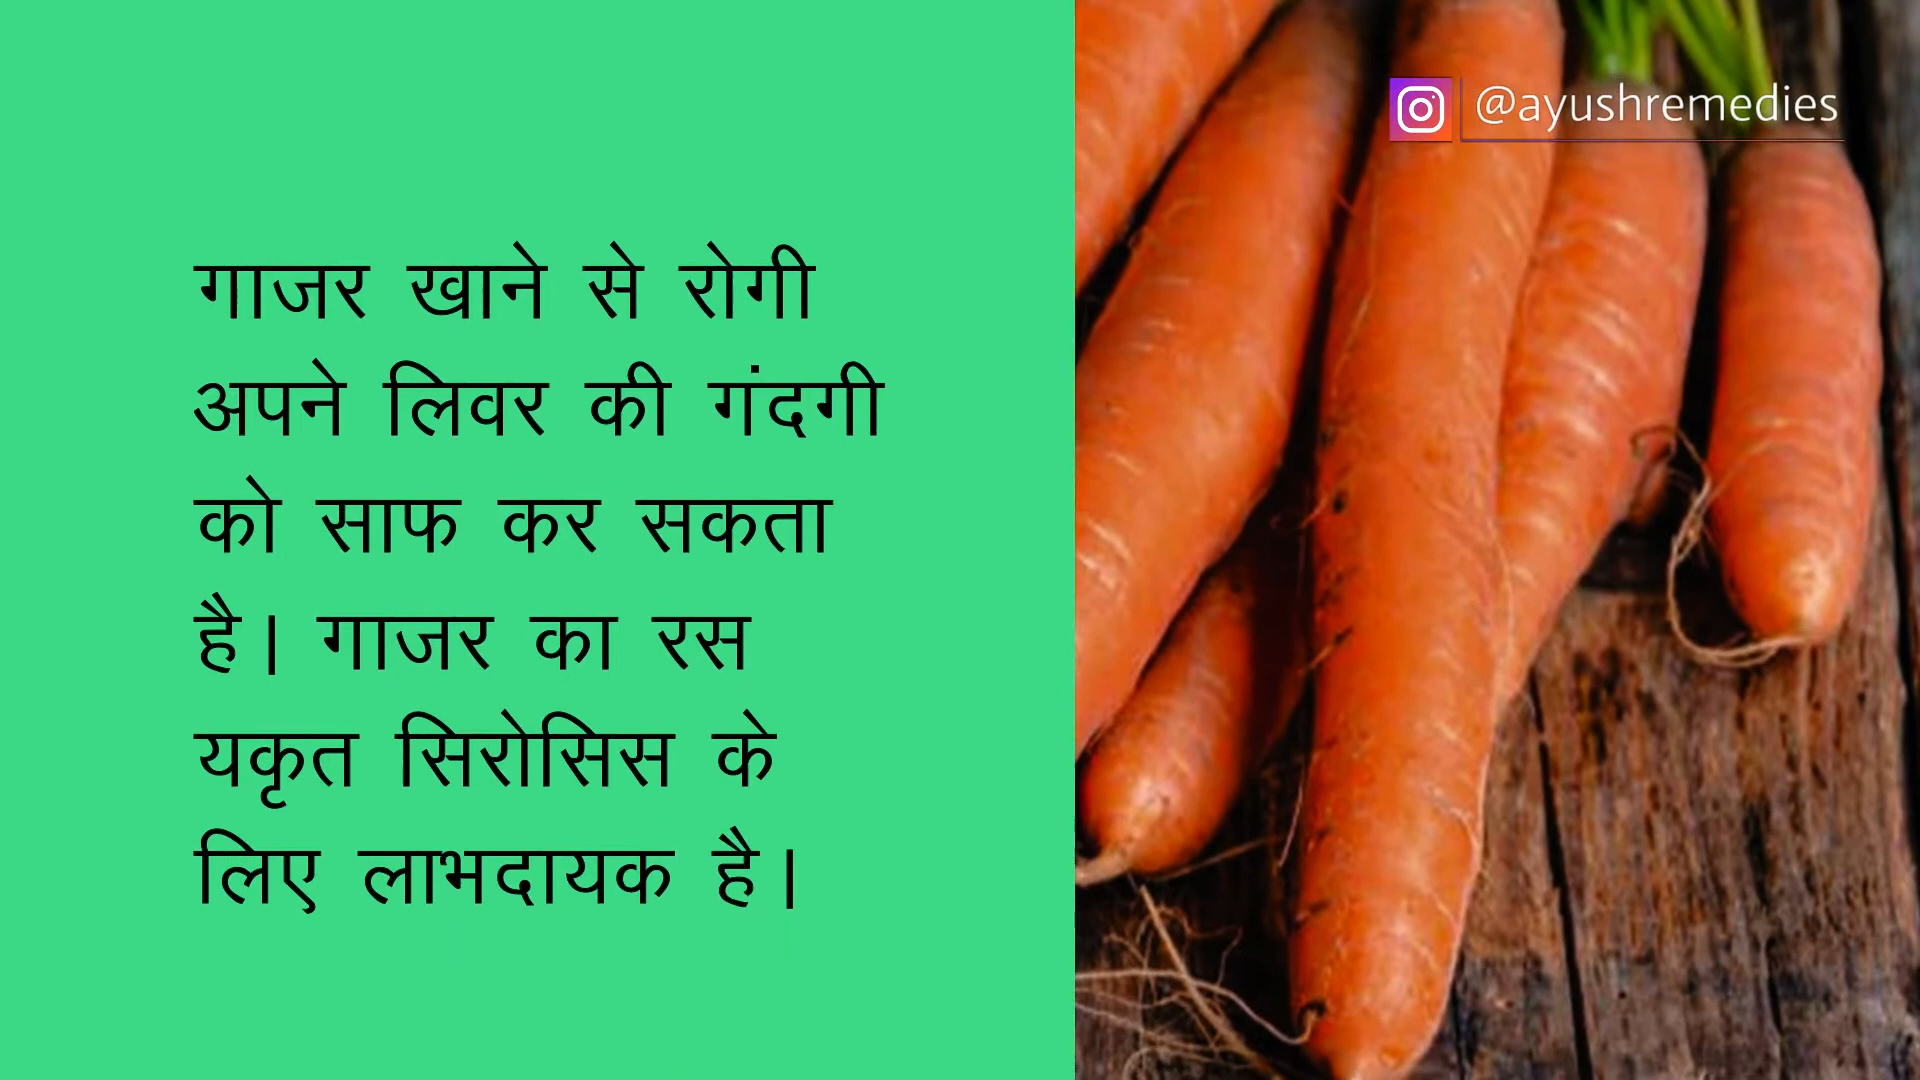 गाजर खाने से रोगी
अपने लिवर की गंदगी
को साफ कर सकता
है। गाजर का रस
यकृत सिरोसिस के
लिए लाभदायक है।
@ayushremedies